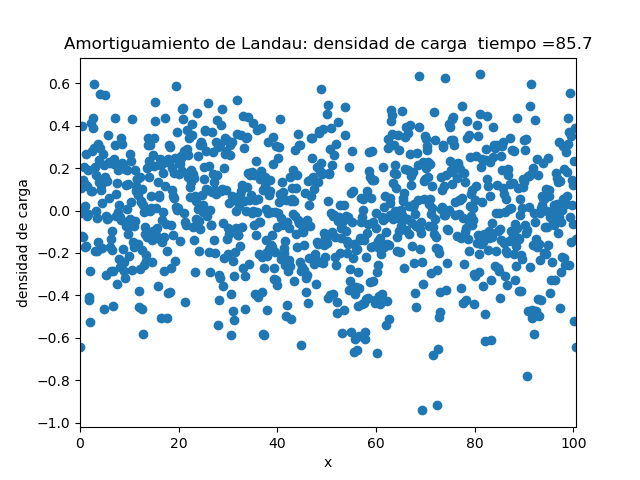 Amortiguamiento de Landau: densidad de carga  tiempo =85.7
densidad de carga
0.6
0.4
0.2
0.0
−0.2
−0.4
−0.6
−0.8
−1.0
0 20 40 60 80 100
x